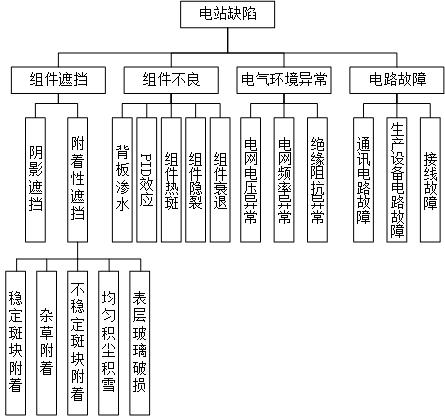 电站缺陷
组件遮挡
组件不良
电气环境异常
电路故障
阴影遮挡
附着性遮挡
背板渗水
PID效应
组件热斑
组件隐裂
组件衰退
电网电压异常
电网频率异常
绝缘阻抗异常
通讯电路故障
生产设备电路故障
接线故障
稳定斑块附着
杂草附着
不稳定斑块附着
均匀积尘积雪
表层玻璃破损